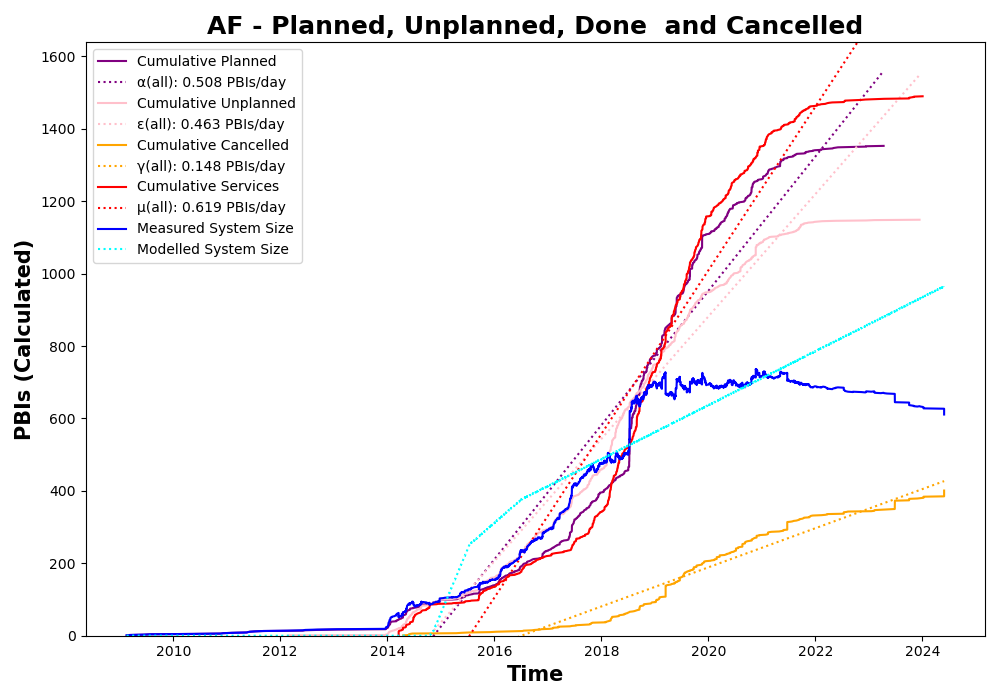 AF - Planned, Unplanned, Done  and Cancelled
PBIs (Calculated)
1600
1400
1200
1000
800
600
400
200
0
Cumulative Planned
α(all): 0.508 PBIs/day
Cumulative Unplanned
ε(all): 0.463 PBIs/day
Cumulative Cancelled
γ(all): 0.148 PBIs/day
Cumulative Services
μ(all): 0.619 PBIs/day
Measured System Size
Modelled System Size
2010 2012 2014 2016 2018 2020 2022 2024
Time